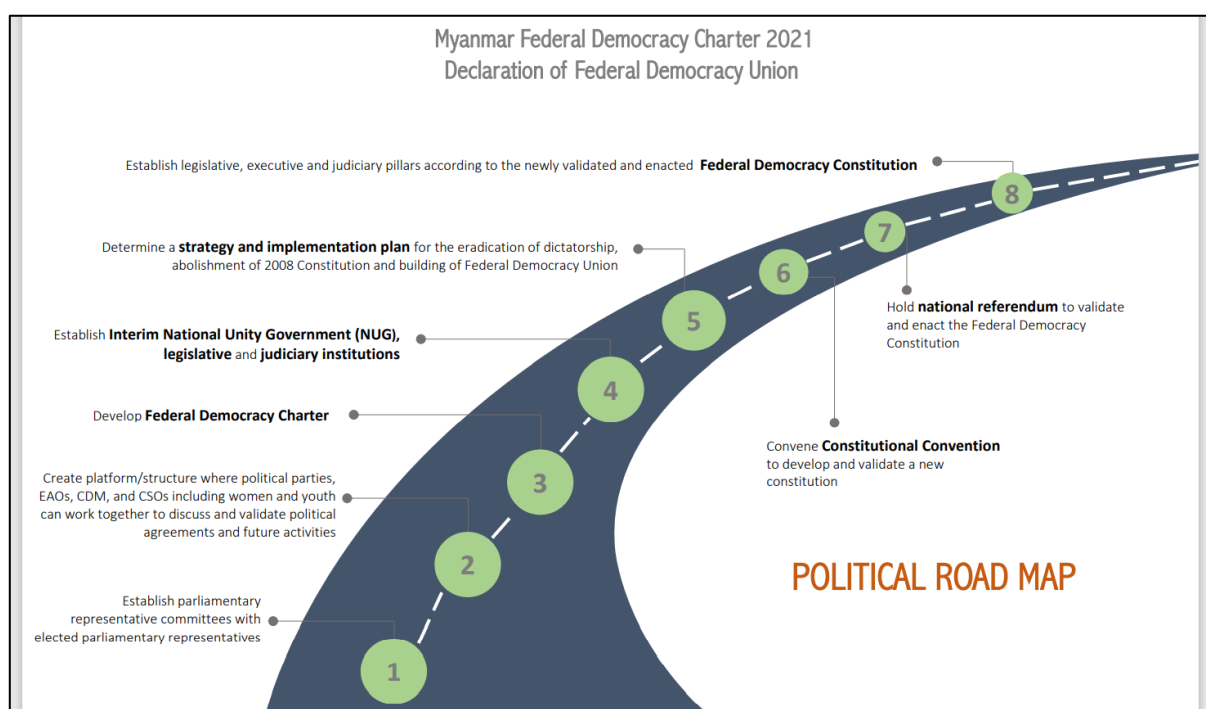 Myanmar Federal Democracy Charter 2021
Declaration of Federal Democracy Union
Establish legislative, executive and judiciary pillars according to the newly validated and enacted Federal Democracy Constitution
8
7
Determine a strategy and implementation plan for the eradication of dictatorship,
abolishment of 2008 Constitution and building of Federal Democracy Union
6
Hold national referendum to validate
and enact the Federal Democracy
Constitution
5
Establish Interim National Unity Government (NUG),
legislative and judiciary institutions
4
Develop Federal Democracy Charter
Convene Constitutional Convention
to develop and validate a new
constitution
3
Create platform/structure where political parties,
EAOs, CDM, and CSOs including women and youth
can work together to discuss and validate political
agreements and future activities
2
POLITICAL ROAD MAP
Establish parliamentary
representative committees with
elected parliamentary representatives
1